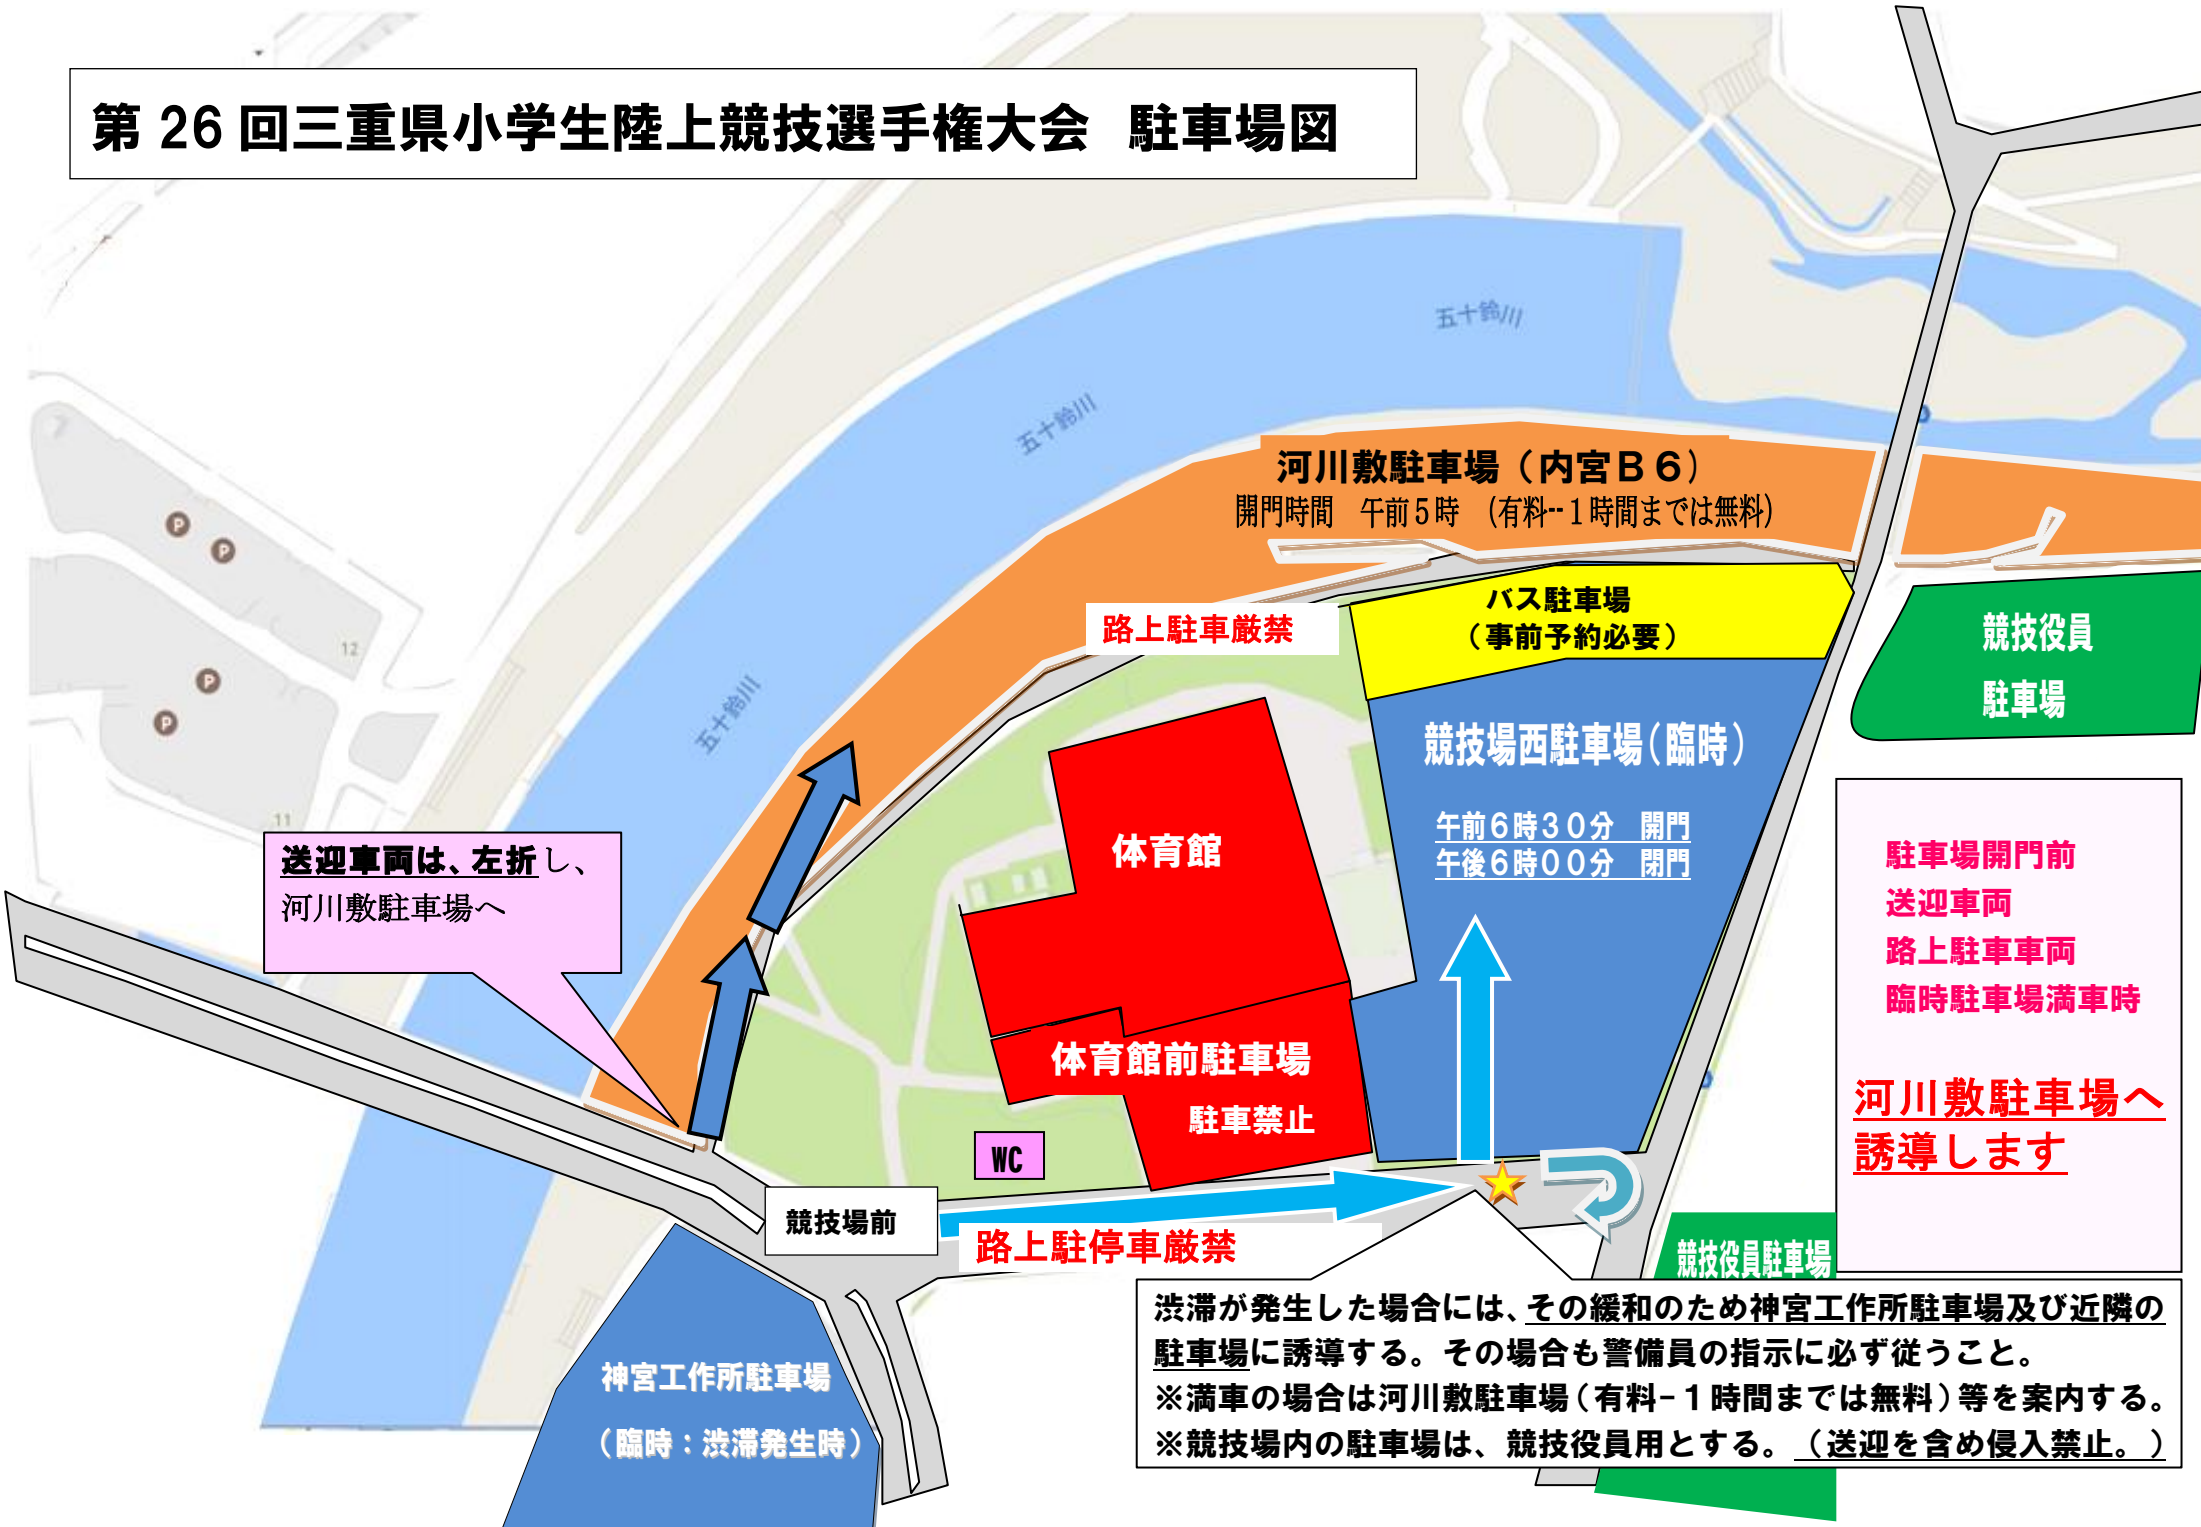 第 26 回三重県小学生陸上競技選手権大会　駐車場図
五十鈴川
五十鈴川
五十鈴川
河川敷駐車場（内宮Ｂ６）
開門時間　午前５時　（有料--１時間までは無料）
バス駐車場
（事前予約必要）
路上駐車厳禁
競技役員
駐車場
競技場西駐車場（臨時）
午前６時３０分　開門
午後６時００分　閉門
体育館
体育館前駐車場
駐車禁止
WC
送迎車両は、左折し、
河川敷駐車場へ
駐車場開門前
送迎車両
路上駐車車両
臨時駐車場満車時
河川敷駐車場へ
誘導します
競技場前
路上駐停車厳禁
競技役員駐車場
神宮工作所駐車場
（臨時：渋滞発生時）
渋滞が発生した場合には、その緩和のため神宮工作所駐車場及び近隣の
駐車場に誘導する。その場合も警備員の指示に必ず従うこと。
※満車の場合は河川敷駐車場（有料-１時間までは無料）等を案内する。
※競技場内の駐車場は、競技役員用とする。（送迎を含め侵入禁止。）
P
P
P
P
12
11